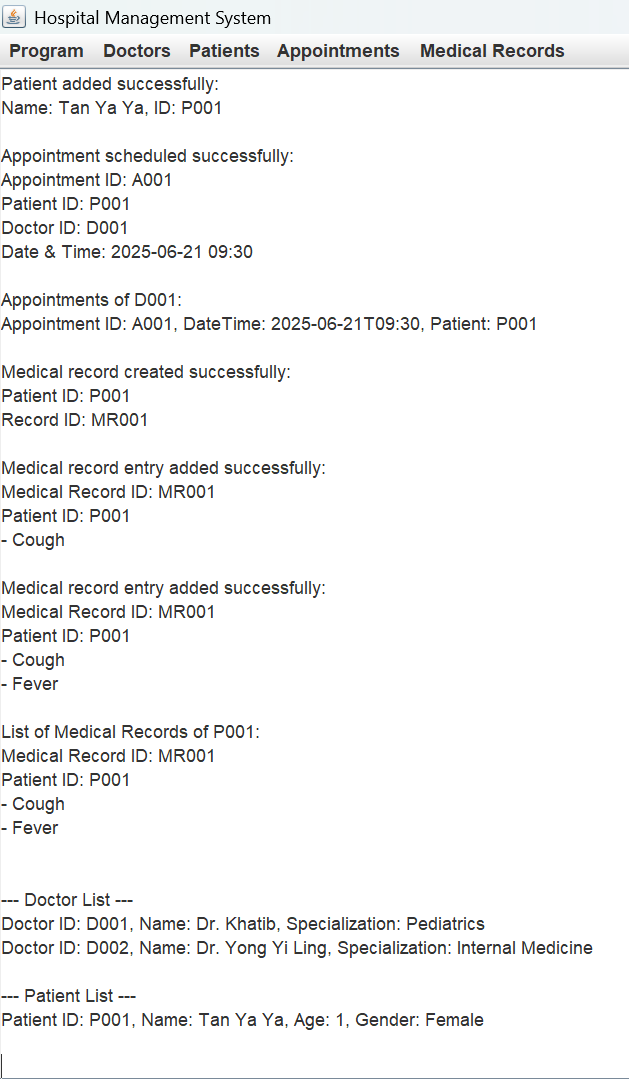 Hospital Management System
Program Doctors Patients Appointments Medical Records
Patient added successfully:
Name: Tan Ya Ya, ID: P001
Appointment scheduled successfully:
Appointment ID: A001
Patient ID: P001
Doctor ID: D001
Date & Time: 2025-06-21 09:30
Appointments of D001:
Appointment ID: A001, DateTime: 2025-06-21T09:30, Patient: P001
Medical record created successfully:
Patient ID: P001
Record ID: MR001
Medical record entry added successfully:
Medical Record ID: MR001
Patient ID: P001
- Cough
Medical record entry added successfully:
Medical Record ID: MR001
Patient ID: P001
- Cough
- Fever
List of Medical Records of P001:
Medical Record ID: MR001
Patient ID: P001
- Cough
- Fever
--- Doctor List ---
Doctor ID: D001, Name: Dr. Khatib, Specialization: Pediatrics
Doctor ID: D002, Name: Dr. Yong Yi Ling, Specialization: Internal Medicine
--- Patient List ---
Patient ID: P001, Name: Tan Ya Ya, Age: 1, Gender: Female